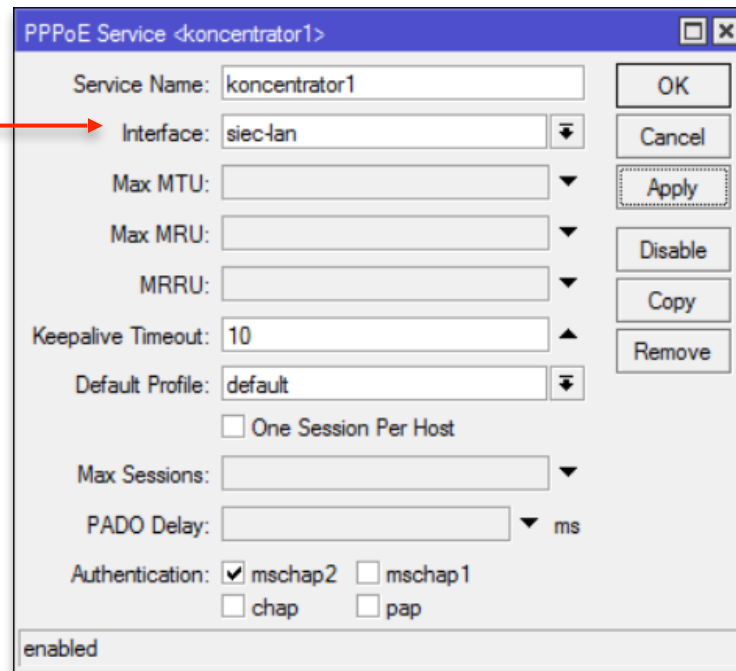 PPPoE Service <koncentrator1>
Service Name: koncentrator1
OK
Interface: siec-lan
Cancel
Max MTU:
Apply
Max MRU:
Disable
MRRU:
Copy
Keepalive Timeout: 10
Remove
Default Profile: default
One Session Per Host
Max Sessions:
PADO Delay: ms
Authentication: mschap2 mschap1
chap pap
enabled